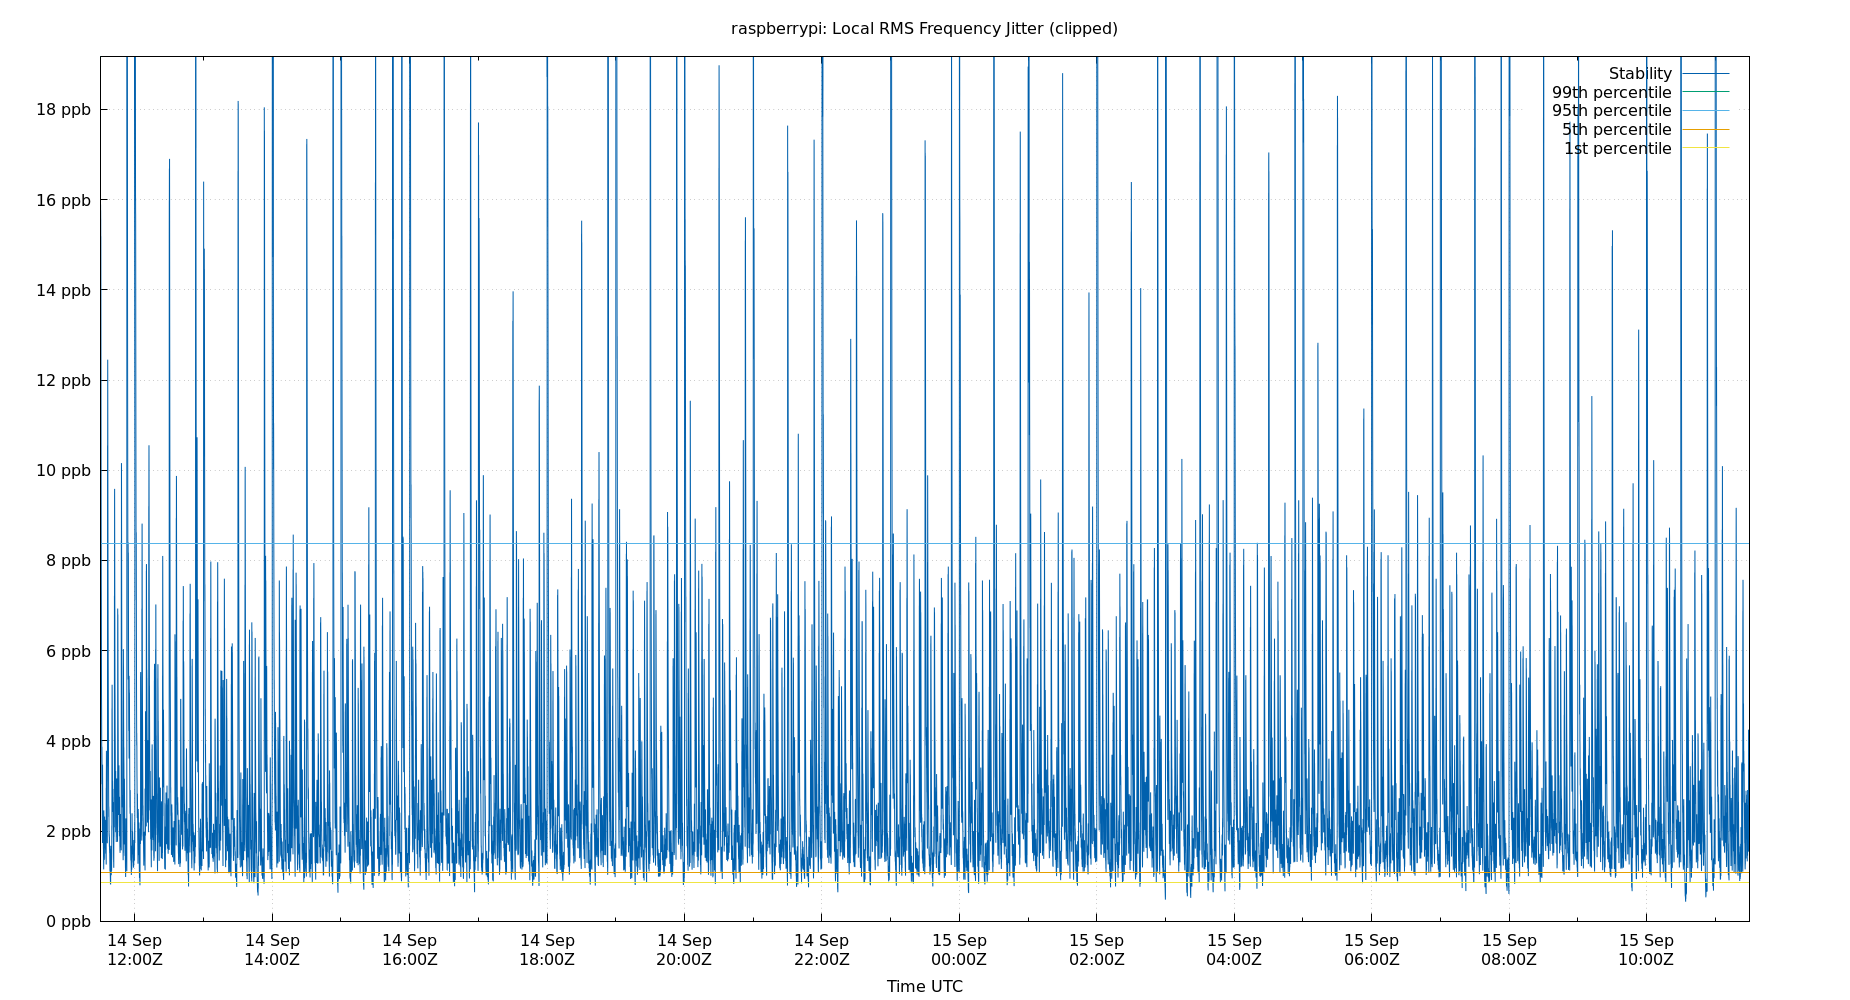 raspberrypi: Local RMS Frequency Jitter (clipped)
Stability
99th percentile
95th percentile
5th percentile
1st percentile
18 ppb
16 ppb
14 ppb
12 ppb
10 ppb
8 ppb
6 ppb
4 ppb
2 ppb
0 ppb
14 Sep 14 Sep 14 Sep 14 Sep 14 Sep 14 Sep 15 Sep 15 Sep 15 Sep 15 Sep 15 Sep 15 Sep
12:00Z 14:00Z 16:00Z 18:00Z 20:00Z 22:00Z 00:00Z 02:00Z 04:00Z 06:00Z 08:00Z 10:00Z
Time UTC